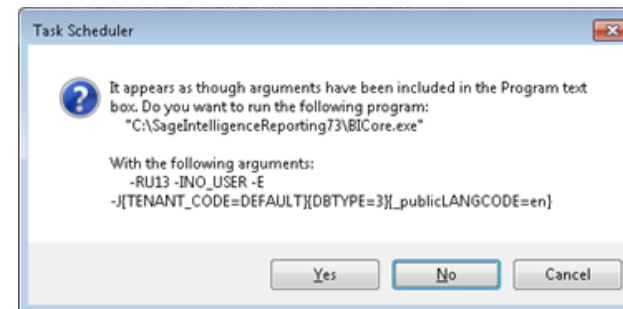 Task Scheduler
It appears as though arguments have been included in the Program text
box. Do you want to run the following program:
"C:\SageIntelligenceReporting73\BICore.exe"
With the following arguments:
-RU13 -INO_USER -E
-J{TENANT_CODE=DEFAULT}{DBTYPE=3}{_publicLANGCODE=en}
Yes No Cancel